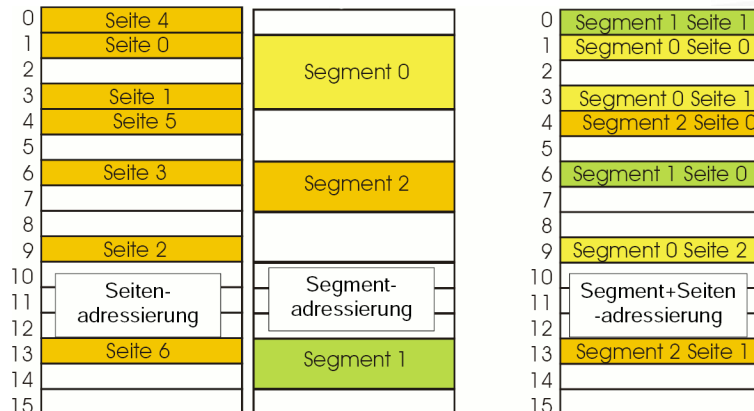 0 Seite 4
1 Seite 0
2
3 Seite 1
4 Seite 5
5
6 Seite 3
7
8
9 Seite 2
10
11
12
Seiten-
adressierung
13 Seite 6
14
15
Segment 0
Segment 2
Segment-
adressierung
Segment 1
0 Segment 1 Seite 1
1 Segment 0 Seite 0
2
3 Segment 0 Seite 1
4 Segment 2 Seite 0
5
6 Segment 1 Seite 0
7
8
9 Segment 0 Seite 2
10
11
12
Segment+Seiten
-adressierung
13 Segment 2 Seite 1
14
15